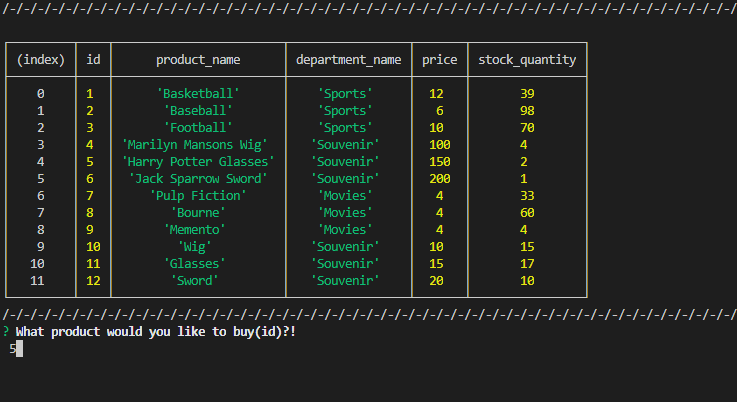 /-/-/-/-/-/-/-/-/-/-/-/-/-/-/-/-/-/-/-/-/-/-/-/-/-/-/-/-/-/-/-/-/-/-/-/-/-/-/-/-/-/-/-/-/-/-/-/-/-/-/-/-/
(index) id product_name department_name price stock_quantity
0 1 'Basketball' 'Sports' 12 39
1 2 'Baseball' 'Sports' 6 98
2 3 'Football' 'Sports' 10 70
3 4 'Marilyn Mansons Wig' 'Souvenir' 100 4
4 5 'Harry Potter Glasses' 'Souvenir' 150 2
5 6 'Jack Sparrow Sword' 'Souvenir' 200 1
6 7 'Pulp Fiction' 'Movies' 4 33
7 8 'Bourne' 'Movies' 4 60
8 9 'Memento' 'Movies' 4 4
9 10 'Wig' 'Souvenir' 10 15
10 11 'Glasses' 'Souvenir' 15 17
11 12 'Sword' 'Souvenir' 20 10
/-/-/-/-/-/-/-/-/-/-/-/-/-/-/-/-/-/-/-/-/-/-/-/-/-/-/-/-/-/-/-/-/-/-/-/-/-/-/-/-/-/-/-/-/-/-/-/-/-/-/-/-/
? What product would you like to buy(id)?!
5